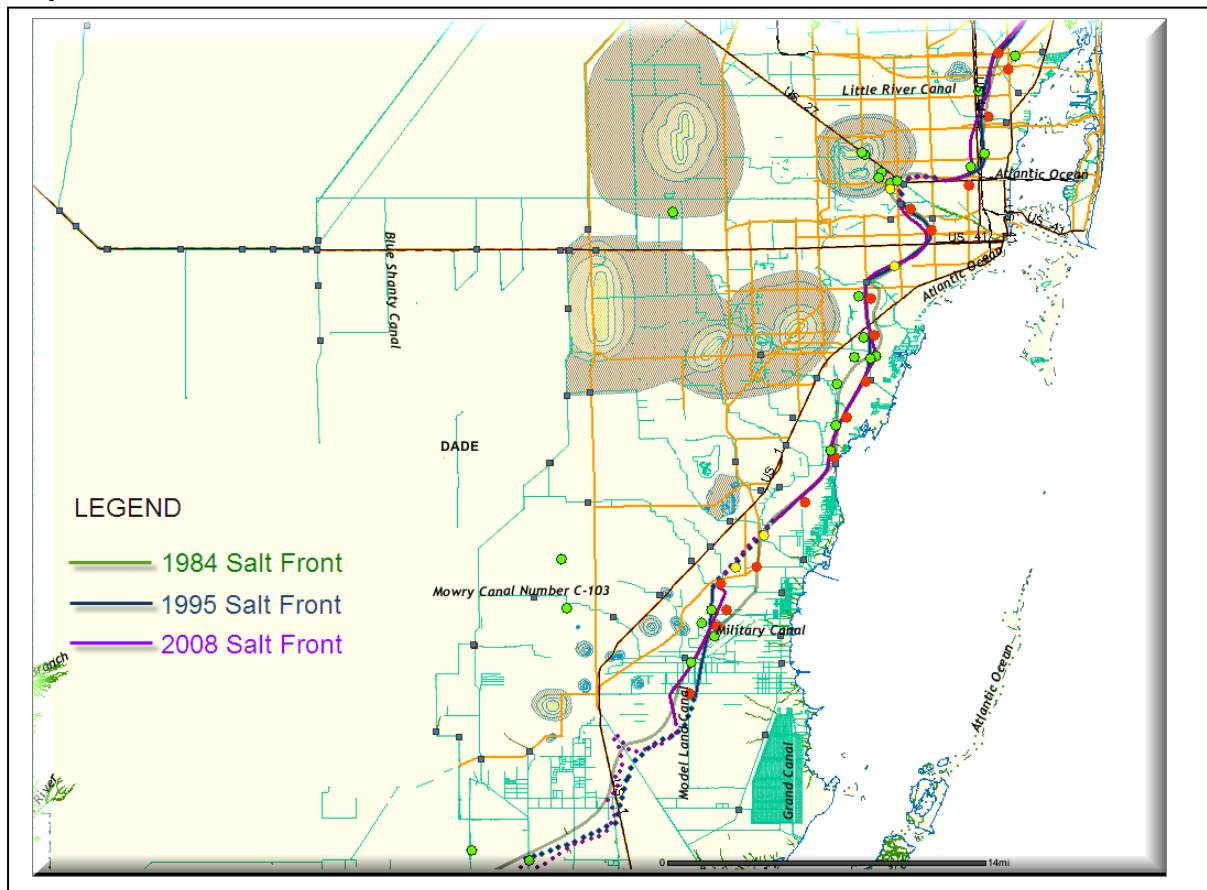 Little River Canal
US 27
Atlantic Ocean
US 41
US 41
Atlantic Ocean
Blue Shanty Canal
DADE
US 1
LEGEND
1984 Salt Front
1995 Salt Front
2008 Salt Front
Mowry Canal Number C-103
Military Canal
Branch
Atlantic Ocean
Model Land Canal
Grand Canal
River
0
14mi